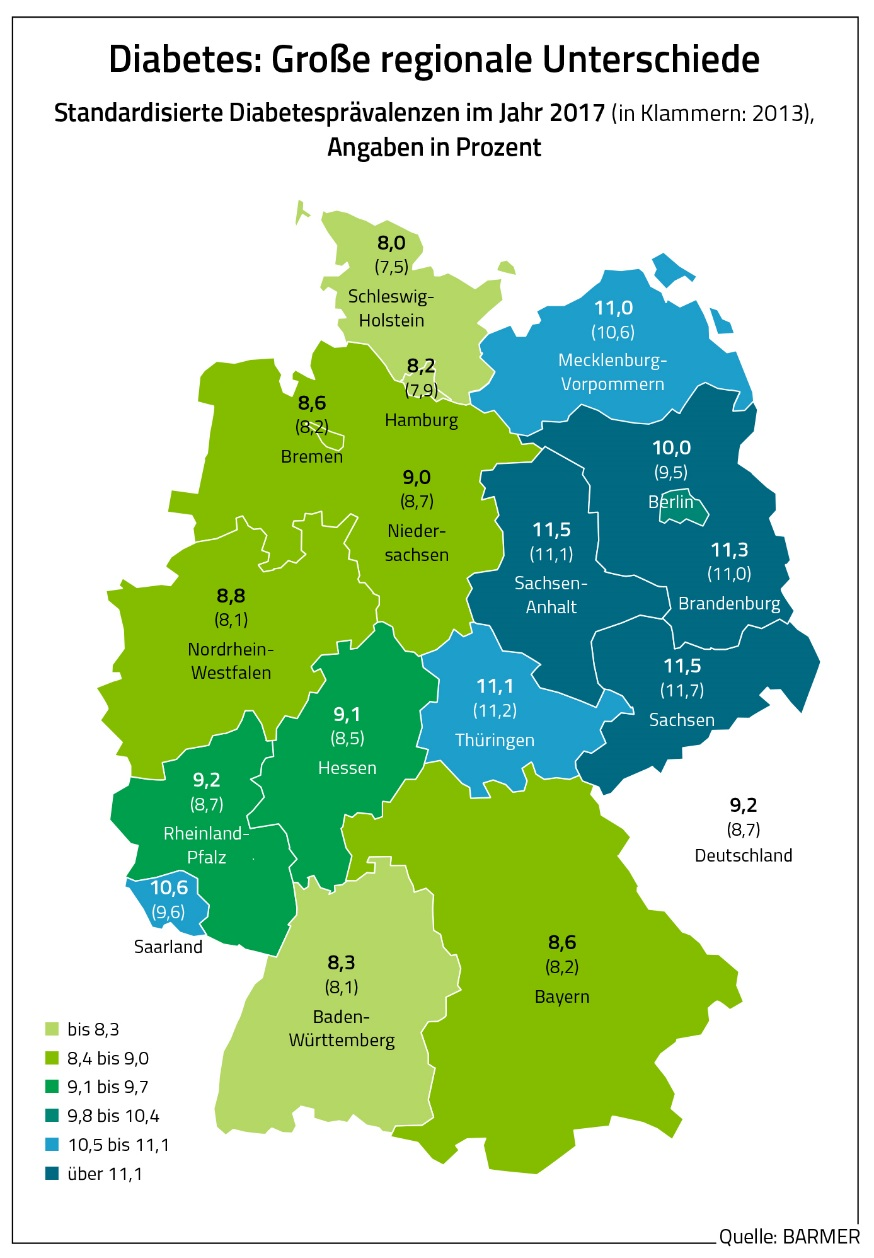 Diabetes: Große regionale Unterschiede
Standardisierte Diabetesprävalenzen im Jahr 2017 (in Klammern: 2013),
Angaben in Prozent
8,0
(7,5)
Schleswig-
Holstein
11,0
(10,6)
Mecklenburg-
Vorpommern
8,2
(7,9)
Hamburg
8,6
(8,2)
Bremen
9,0
(8,7)
Nieder-
sachsen
10,0
(9,5)
Berlin
11,5
(11,1)
Sachsen-
Anhalt
11,3
(11,0)
Brandenburg
8,8
(8,1)
Nordrhein-
Westfalen
11,5
(11,7)
Sachsen
11,1
(11,2)
Thüringen
9,1
(8,5)
Hessen
9,2
(8,7)
Rheinland-
Pfalz
9,2
(8,7)
Deutschland
10,6
(9,6)
Saarland
8,6
(8,2)
Bayern
8,3
(8,1)
Baden-
Württemberg
bis 8,3
8,4 bis 9,0
9,1 bis 9,7
9,8 bis 10,4
10,5 bis 11,1
über 11,1
Quelle: BARMER